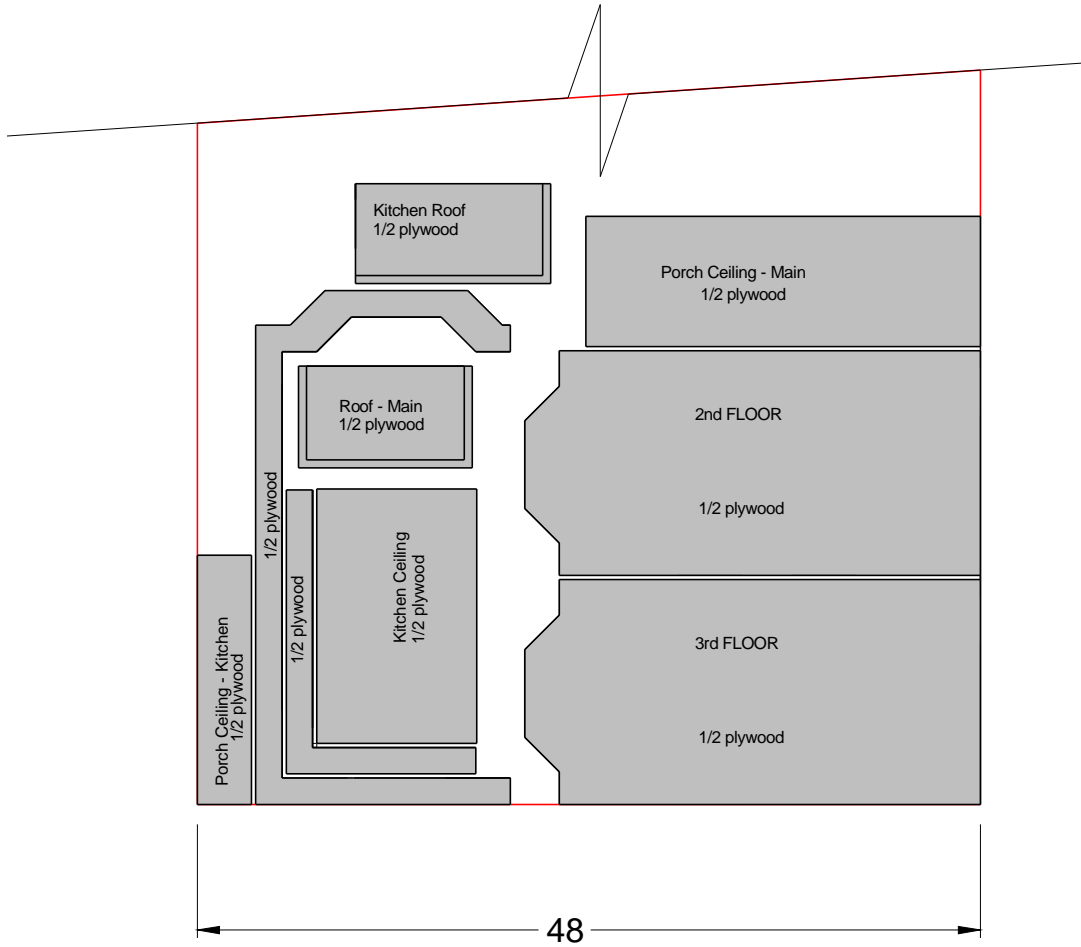 Kitchen Roof
1/2 plywood
Porch Ceiling - Main
1/2 plywood
Roof - Main
1/2 plywood
2nd FLOOR
1/2 plywood
1/2 plywood
1/2 plywood
Kitchen Ceiling
1/2 plywood
Porch Ceiling - Kitchen
1/2 plywood
3rd FLOOR
1/2 plywood
48